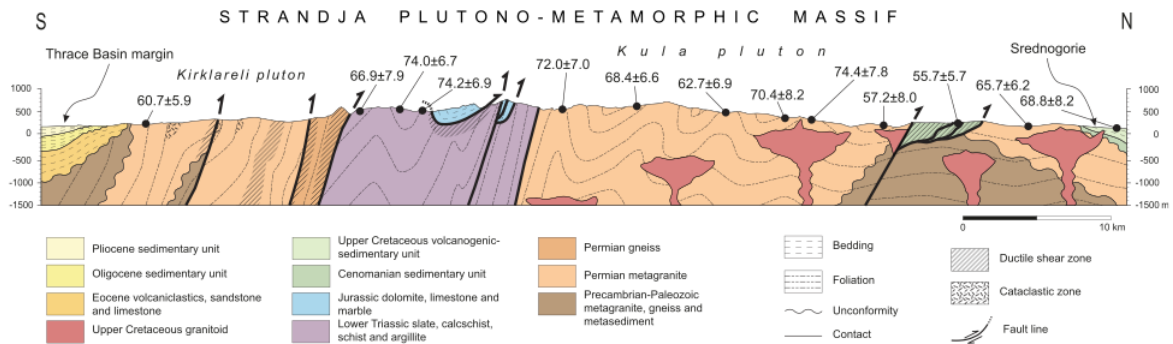 STRANDJA PLUTONO-METAMORPHIC MASSIF
S
N
Thrace Basin margin
Kirklareli pluton
Kula pluton
Srednogorie
60.7±5.9
66.9±7.9
74.0±6.7
74.2±6.9
72.0±7.0
68.4±6.6
62.7±6.9
70.4±8.2
74.4±7.8
57.2±8.0
55.7±5.7
65.7±6.2
68.8±8.2
1000
500
0
-500
-1000
-1500
1000
500
0
-500
-1000
-1500 m
0
10 km
Pliocene sedimentary unit
Oligocene sedimentary unit
Eocene volcaniclastics, sandstone
and limestone
Upper Cretaceous granitoid
Upper Cretaceous volcanogenic-
sedimentary unit
Cenomanian sedimentary unit
Jurassic dolomite, limestone and
marble
Lower Triassic slate, calcschist,
schist and argillite
Permian gneiss
Permian metagranite
Precambrian-Paleozoic
metagranite, gneiss and
metasediment
Bedding
Foliation
Unconformity
Contact
Ductile shear zone
Cataclastic zone
Fault line